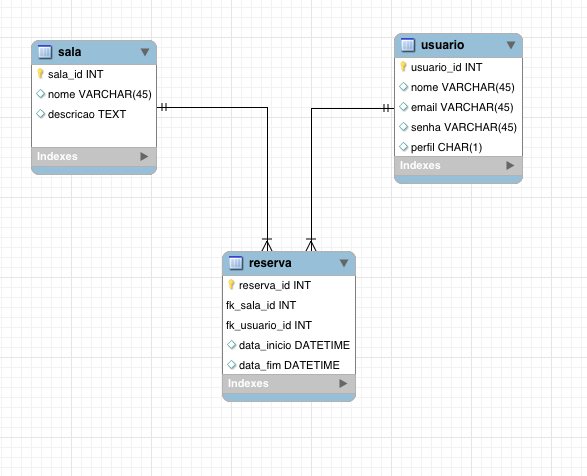 sala
sala_id INT
nome VARCHAR(45)
descricao TEXT
Indexes
usuario
usuario_id INT
nome VARCHAR(45)
email VARCHAR(45)
senha VARCHAR(45)
perfil CHAR(1)
Indexes
reserva
reserva_id INT
fk_sala_id INT
fk_usuario_id INT
data_inicio DATETIME
data_fim DATETIME
Indexes